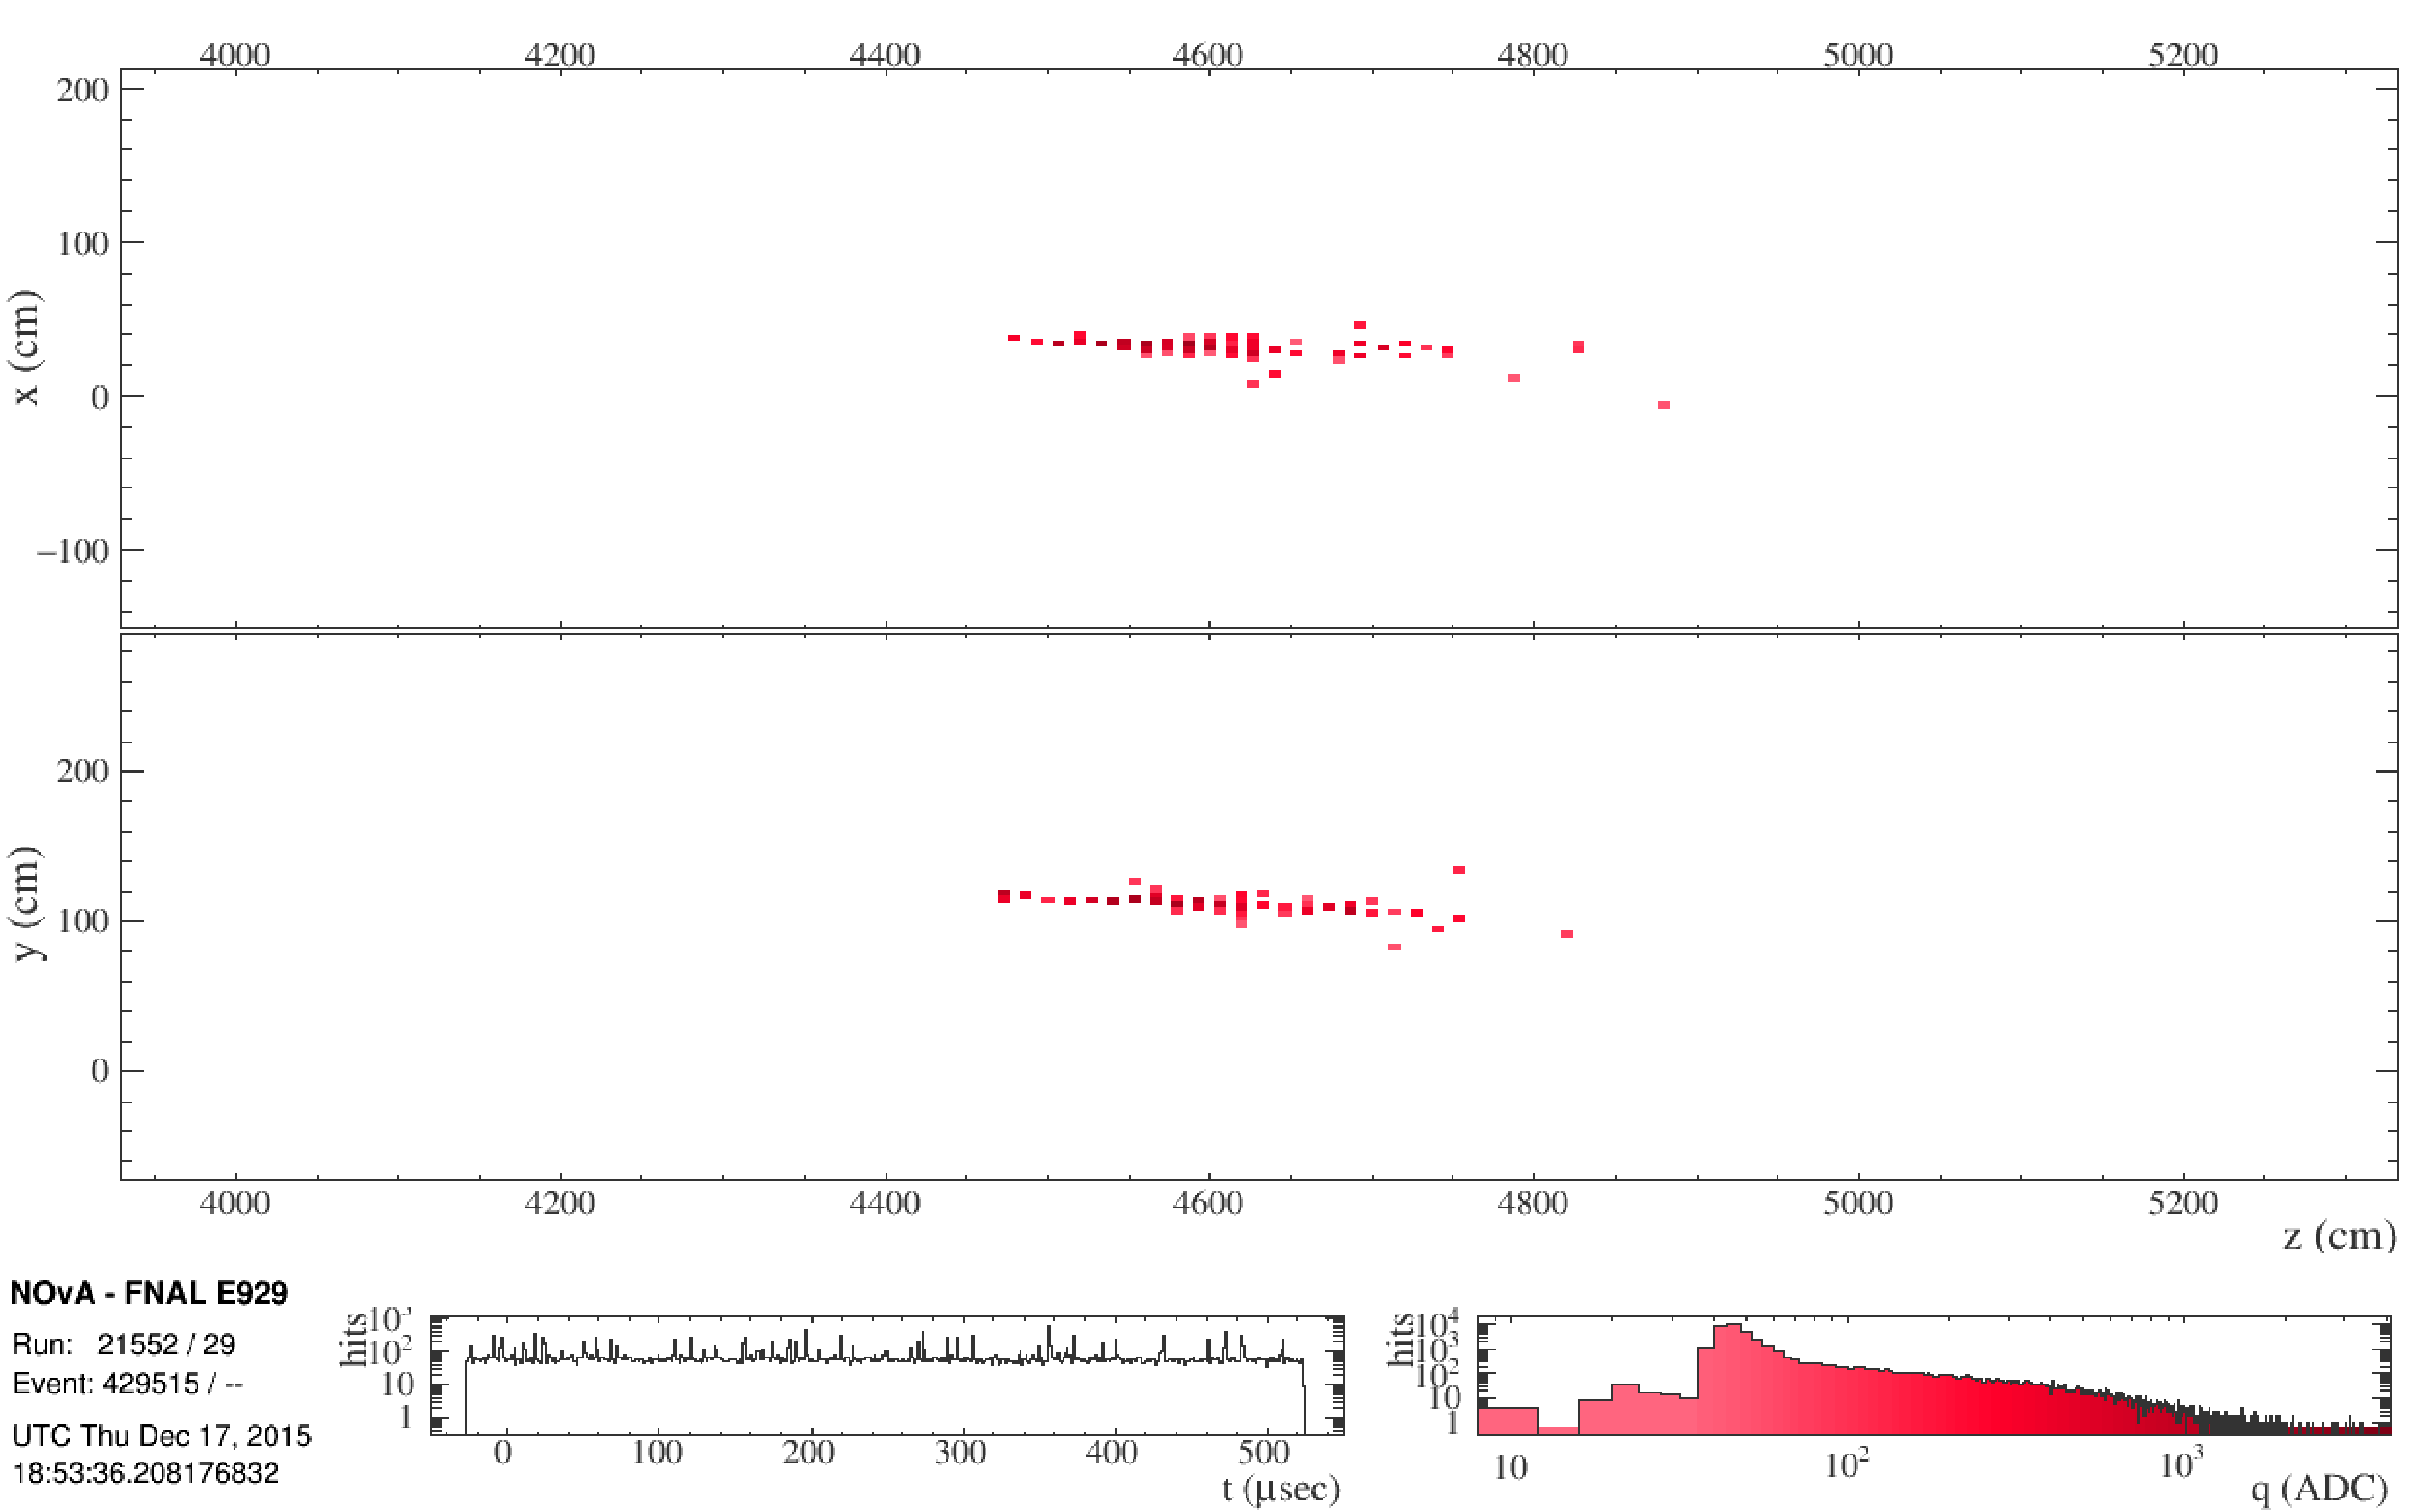 4000 4200 4400 4600 4800 5000 5200
200
100
0
−100
x (cm)
200
100
0
y (cm)
4000 4200 4400 4600 4800 5000 5200
z (cm)
NOvA - FNAL E929
Run: 21552 / 29
Event: 429515 / --
UTC Thu Dec 17, 2015
18:53:36.208176832
hits
10²
10
1
0 100 200 300 400 500
t (μsec)
hits
10⁴
10³
10²
10
1
10 10² 10³
q (ADC)